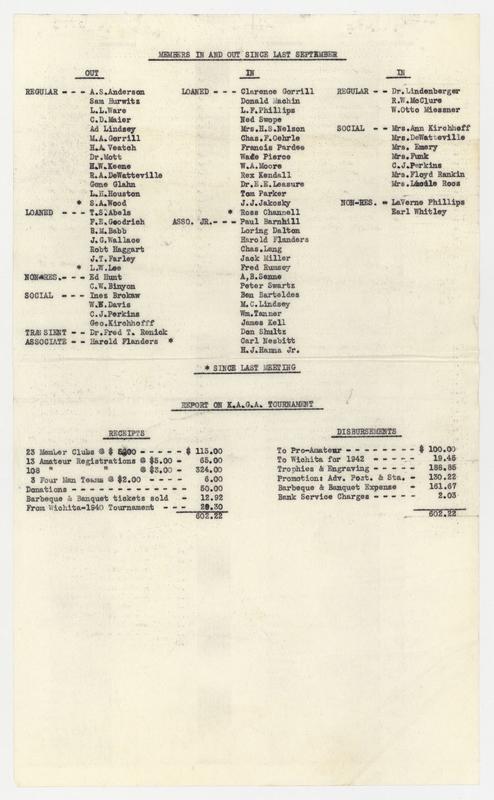 MEMBERS IN AND OUT SINCE LAST SEPTEMBER
OUT
REGULAR - - - A.S.Anderson
Sam Hurwitz
L.L.Ware
C.D.Maier
Ad Lindsey
M.A.Gorrill
H.A.Veatch
Dr.Mott
H.W.Keene
R.A.DeWatteville
Gene Glahn
L.H.Houston
* S.A.Wood
LOANED - - - T.S.Abels
F.E.Goodrich
R.M.Babb
J.G.Wallace
Robt Haggart
J.T.Farley
* L.W.Lee
NON-RES. - - - Ed Hunt
C.W.Binyon
SOCIAL - - - Inez Brokaw
W.E.Davis
C.J.Perkins
Geo.Kirchhofff
TRANSIENT - - Dr.Fred T. Renick
ASSOCIATE - - Harold Flanders *
IN
LOANED - - - Clarence Gorrill
Donald Machin
L.F.Phillips
Ned Swope
Mrs.H.S.Nelson
Chas.F.Oehrle
Francis Pardee
Wade Pierce
W.A.Moore
Rex Kendall
Dr.E.E.Leasure
Tom Parker
J.J.Jakosky
* Ross Channell
ASSO. JR.- - - Paul Barnhill
Loring Dalton
Harold Flanders
Chas.Lang
Jack Miller
Fred Rumsey
A,B.Senne
Peter Swartz
Ben Barteldes
M.C.Lindsey
Wm.Tanner
James Kell
Don Shultz
Carl Nesbitt
H.J.Hanna Jr.
IN
REGULAR - - Dr.Lindenberger
R.W.McClure
W.Otto Miessner
SOCIAL - - Mrs.Ann Kirchhoff
Mrs.DeWatteville
Mrs. Emery
Mrs.Funk
C.J.Perkins
Mrs.Floyd Rankin
Mrs.Lucile Roos
NON-RES. * LaVerne Phillips
Earl Whitley
* SINCE LAST MEETING
REPORT ON K.A.G.A. TOURNAMENT
RECEIPTS
23 Member Clubs @ $ 5.00 - - - - - $ 115.00
13 Amateur Registrations @ $5.00 - 65.00
108 " " @ $3.00 - 324.00
3 Four Man Teams @ $2.00 - - - - - 6.00
Donations - - - - - - - - - - - - 50.00
Barbeque & Banquet tickets sold - 12.92
From Wichita-1940 Tournament - - - 29.30
602.22
DISBURSEMENTS
To Pro-Amateur - - - - - - - - $ 100.00
To Wichita for 1942 - - - - - - 19.45
Trophies & Engraving - - - - - 188.85
Promotion: Adv. Post. & Sta. - 130.22
Barbeque & Banquet Expense - 161.67
Bank Service Charges - - - - - - 2.03
602.22